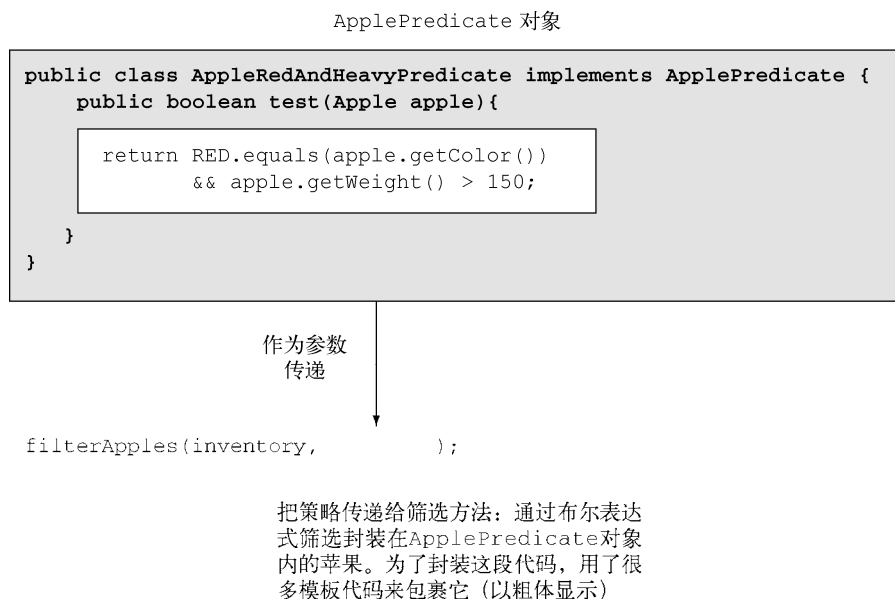 ApplePredicate 对象
public class AppleRedAndHeavyPredicate implements ApplePredicate {
public boolean test(Apple apple){
return RED.equals(apple.getColor())
&& apple.getWeight() > 150;
}
}
作为参数
传递
filterApples(inventory,          );
把策略传递给筛选方法：通过布尔表达
式筛选封装在ApplePredicate对象
内的苹果。为了封装这段代码，用了很
多模板代码来包裹它（以粗体显示）